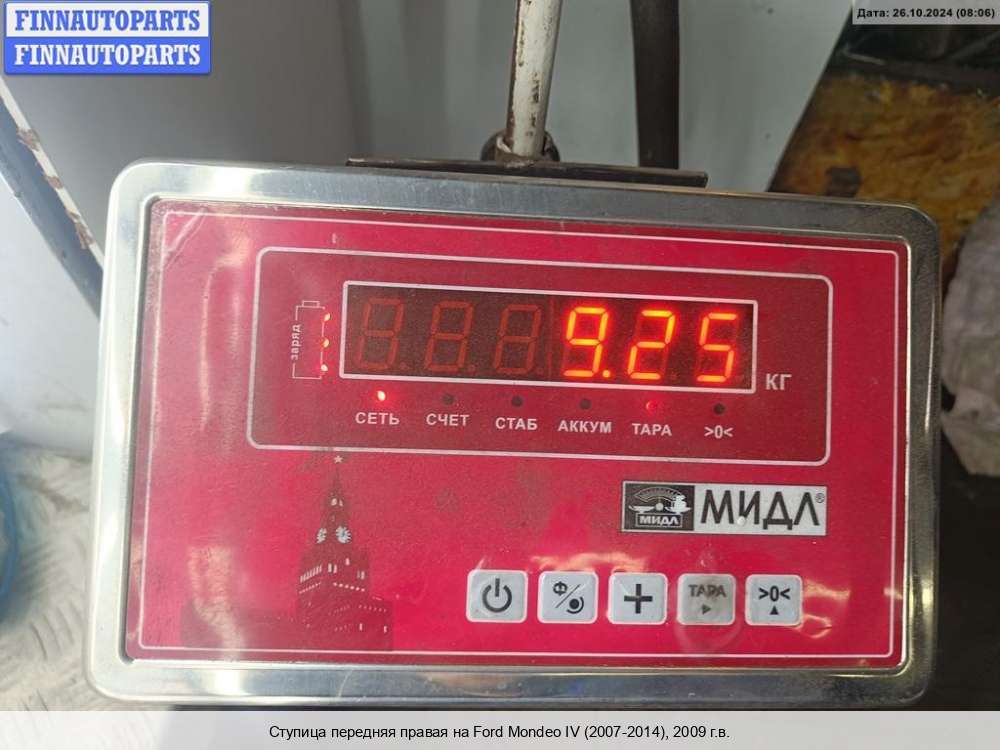 FINNAUTOPARTS
FINNAUTOPARTS
Дата: 26.10.2024 (08:06)
заряд
9.25
КГ
СЕТЬ СЧЕТ СТАБ АККУМ ТАРА >0<
МИДЛ
МИДЛ®
Ф ТАРА >0<
Ступица передняя правая на Ford Mondeo IV (2007-2014), 2009 г.в.